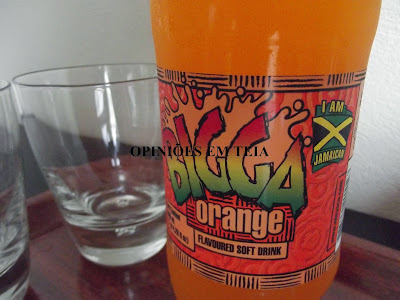 I AM
JAMAICAN
OPINIÕES EM TEIA
BIGGA
orange
FLAVOURED SOFT DRINK